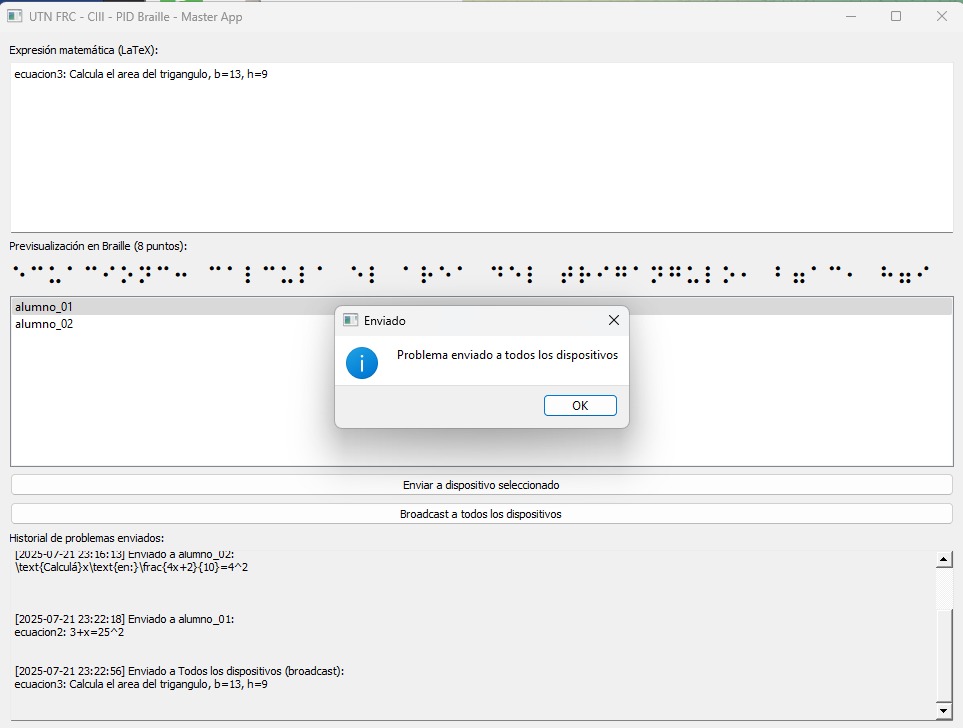 UTN FRC - CIII - PID Braille - Master App
Expresión matemática (LaTeX):
ecuacion3: Calcula el area del trigangulo, b=13, h=9
Previsualización en Braille (8 puntos):
alumno_01
alumno_02
Enviado
Problema enviado a todos los dispositivos
OK
Enviar a dispositivo seleccionado
Broadcast a todos los dispositivos
Historial de problemas enviados:
[2025-07-21 23:16:13] Enviado a alumno_02:
\text{Calculá}x\text{en:}\frac{4x+2}{10}=4^2
[2025-07-21 23:22:18] Enviado a alumno_01:
ecuacion2: 3+x=25^2
[2025-07-21 23:22:56] Enviado a Todos los dispositivos (broadcast):
ecuacion3: Calcula el area del trigangulo, b=13, h=9